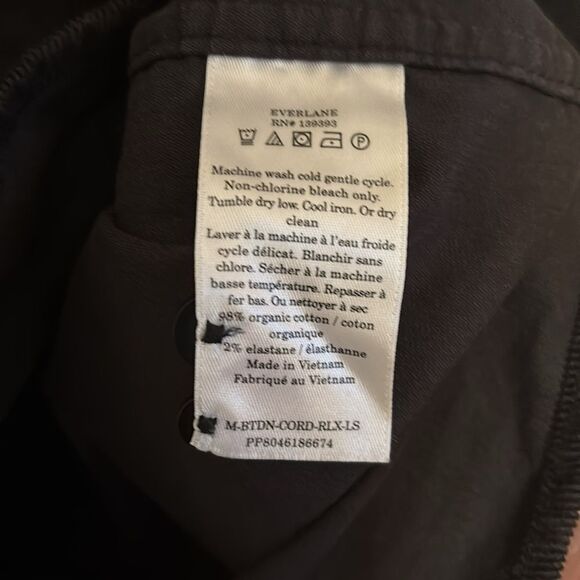 EVERLANE
RN# 139393
Machine wash cold gentle cycle.
Non-chlorine bleach only.
Tumble dry low. Cool iron. Or dry
clean
Laver à la machine à l'eau froide
cycle délicat. Blanchir sans
chlore. Sécher à la machine
basse température. Repasser à
fer bas. Ou nettoyer à sec
98% organic cotton / coton
organique
2% elastane / élasthanne
Made in Vietnam
Fabriqué au Vietnam
M-BTDN-CORD-RLX-LS
PP8046186674